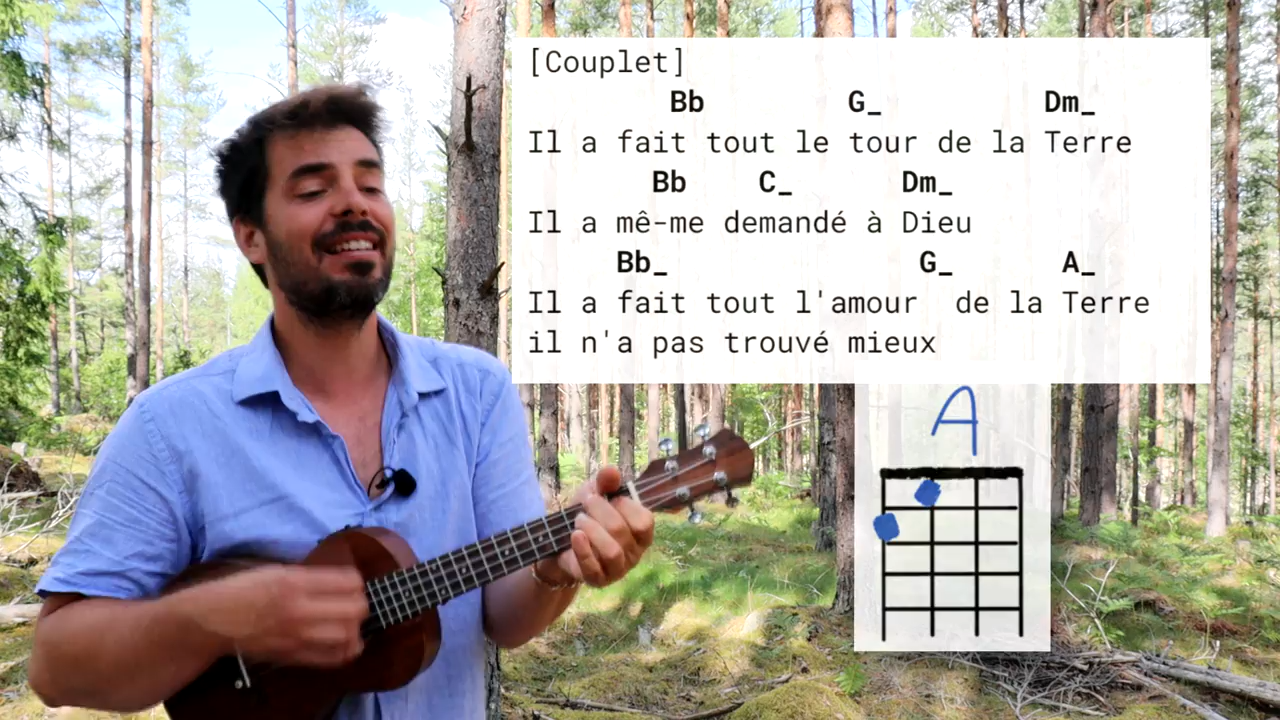 [Couplet]
Bb G_ Dm_
Il a fait tout le tour de la Terre
Bb C_ Dm_
Il a mê-me demandé à Dieu
Bb_ G_ A_
Il a fait tout l'amour de la Terre
il n'a pas trouvé mieux
A